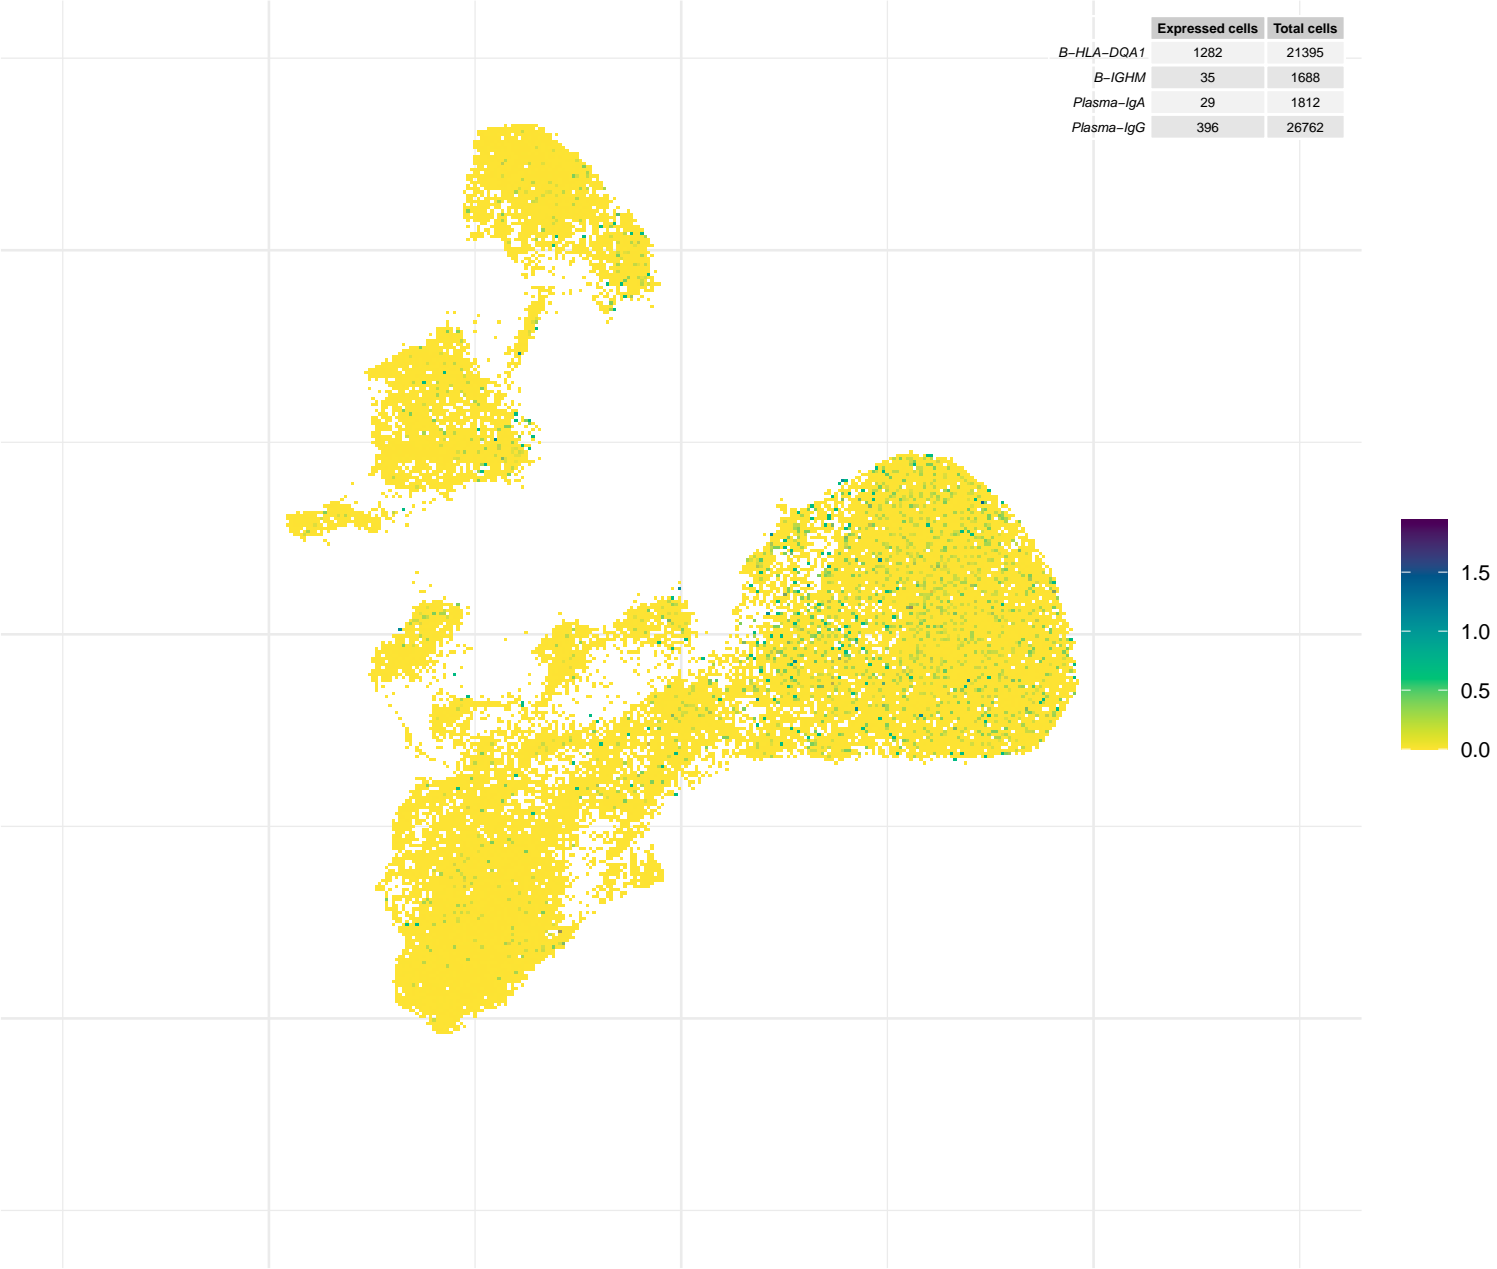 Expressed cells Total cells
B−HLA−DQA1 1282 21395
B−IGHM 35 1688
Plasma−IgA 29 1812
Plasma−IgG 396 26762
1.5
1.0
0.5
0.0